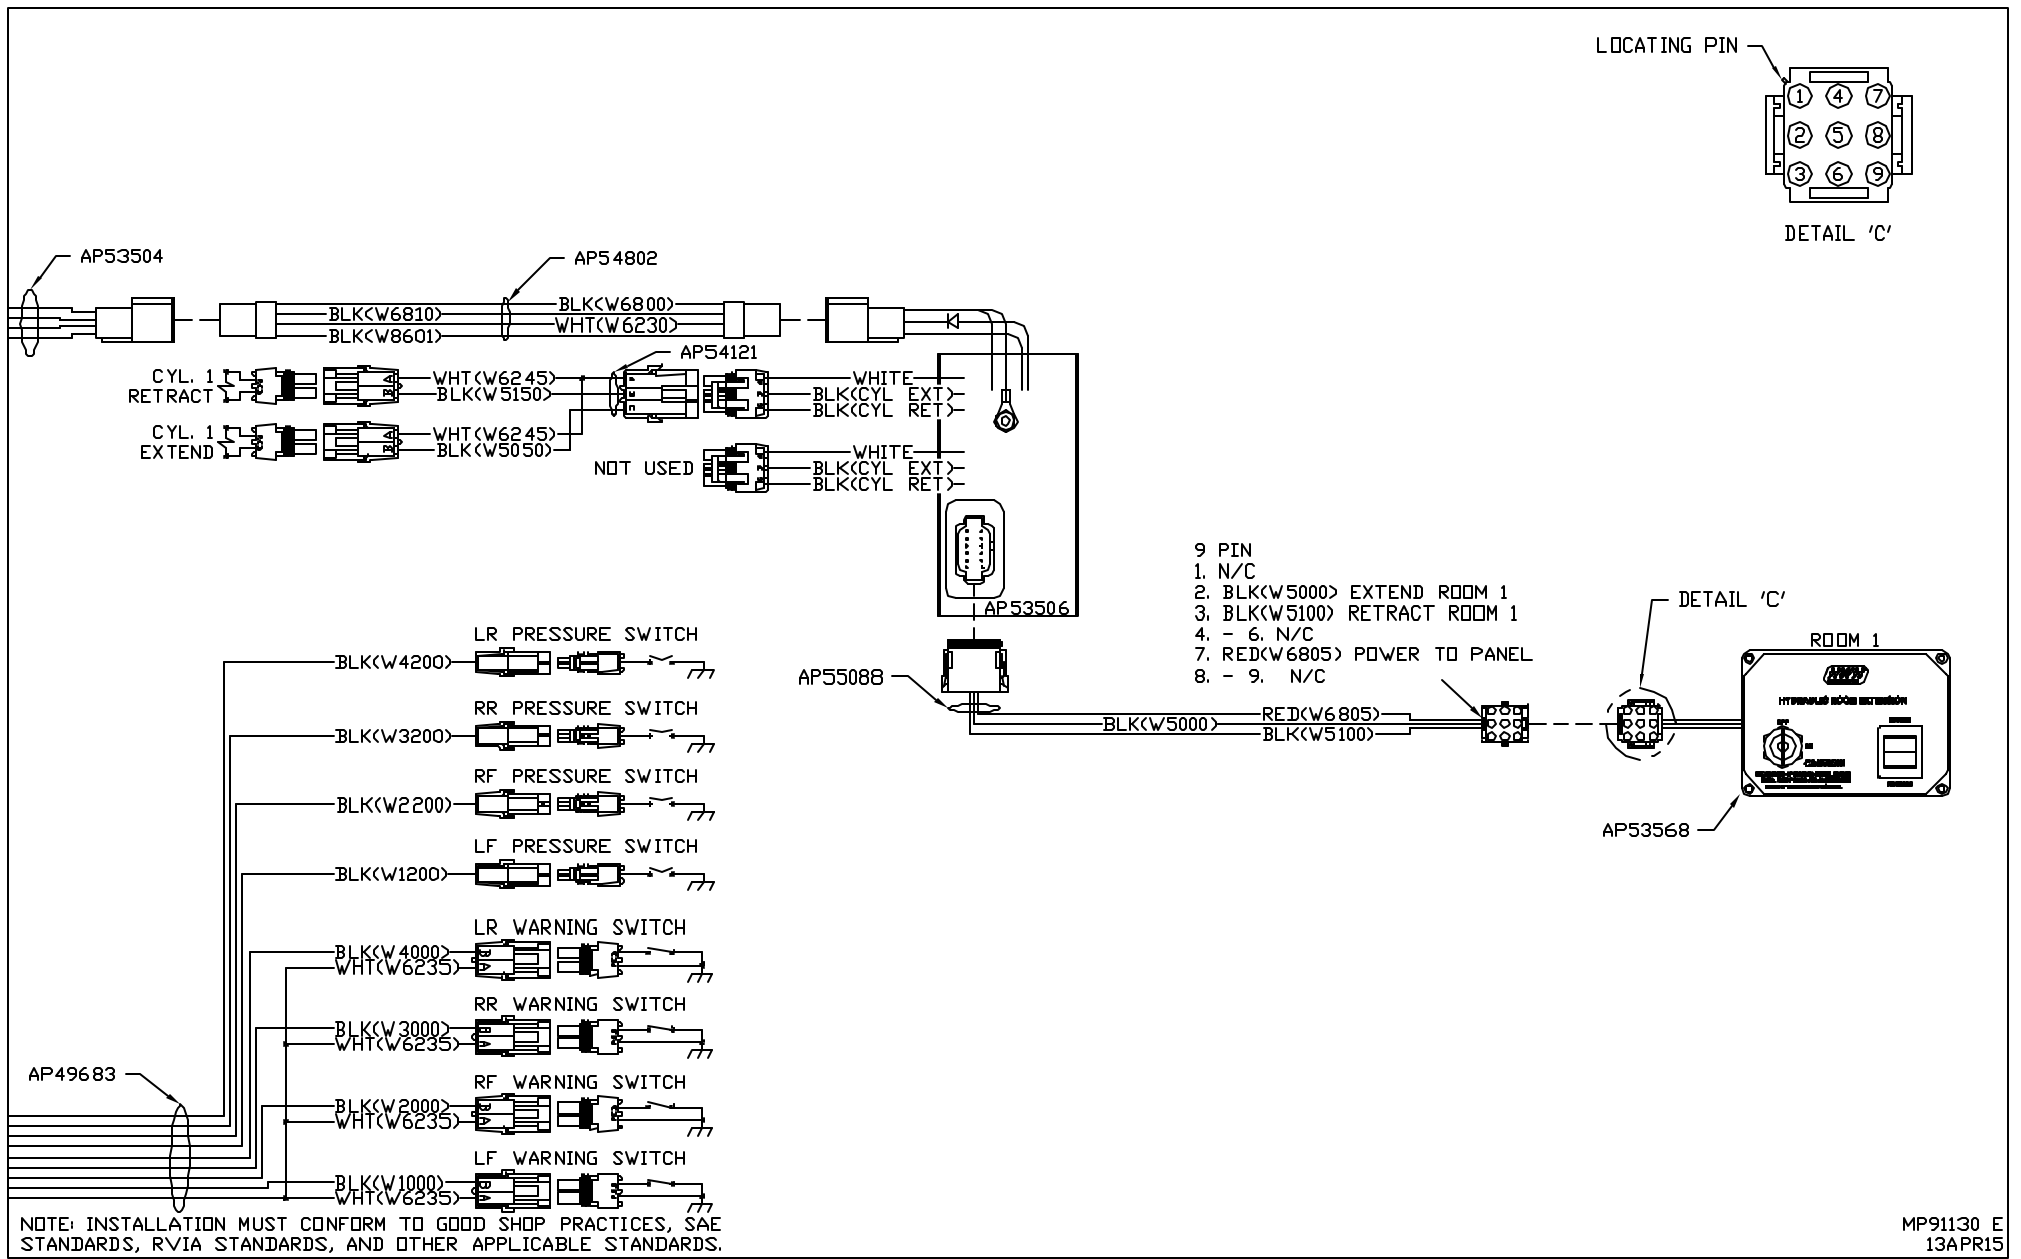 LOCATING PIN
1 4 7
2 5 8
3 6 9
DETAIL 'C'
AP53504
AP54802
BLK(W6800)
BLK(W6810)
WHT(W6230)
BLK(W8601)
AP54121
CYL. 1
RETRACT
WHT(W6245)
BLK(W5150)
A
B
WHITE
BLK(CYL EXT)
BLK(CYL RET)
CYL. 1
EXTEND
WHT(W6245)
BLK(W5050)
A
B
NOT USED
WHITE
BLK(CYL EXT)
BLK(CYL RET)
AP53506
9 PIN
1. N/C
2. BLK(W5000) EXTEND ROOM 1
3. BLK(W5100) RETRACT ROOM 1
4. - 6. N/C
7. RED(W6805) POWER TO PANEL
8. - 9. N/C
DETAIL 'C'
ROOM 1
HWH
HYDRAULIC ROOM EXTENSION
OFF
AP55088
RED(W6805)
BLK(W5000)
BLK(W5100)
AP53568
LR PRESSURE SWITCH
BLK(W4200)
RR PRESSURE SWITCH
BLK(W3200)
RF PRESSURE SWITCH
BLK(W2200)
LF PRESSURE SWITCH
BLK(W1200)
LR WARNING SWITCH
BLK(W4000)
WHT(W6235)
B
A
RR WARNING SWITCH
BLK(W3000)
WHT(W6235)
B
A
RF WARNING SWITCH
BLK(W2000)
WHT(W6235)
B
A
LF WARNING SWITCH
BLK(W1000)
WHT(W6235)
B
A
AP49683
NOTE: INSTALLATION MUST CONFORM TO GOOD SHOP PRACTICES, SAE
STANDARDS, RVIA STANDARDS, AND OTHER APPLICABLE STANDARDS.
MP91130 E
13APR15